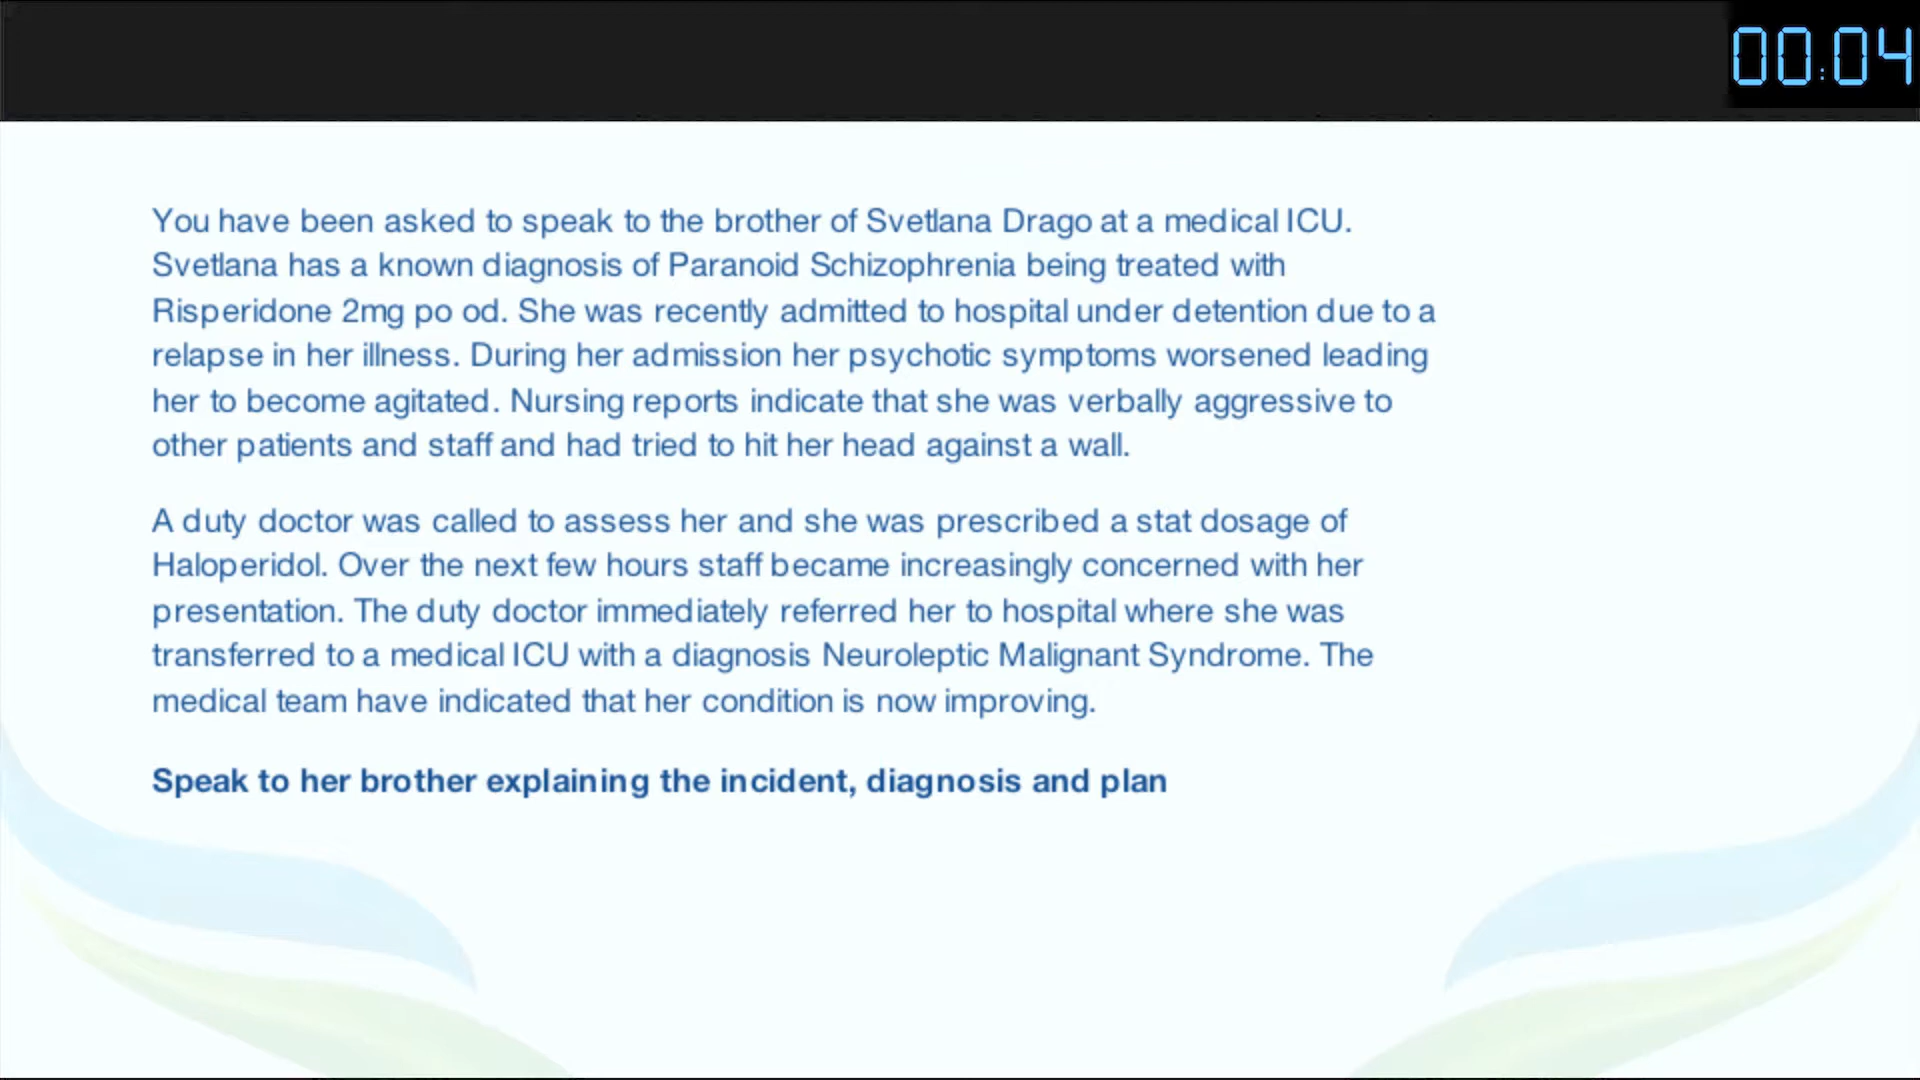 00:04
You have been asked to speak to the brother of Svetlana Drago at a medical ICU.
Svetlana has a known diagnosis of Paranoid Schizophrenia being treated with
Risperidone 2mg po od. She was recently admitted to hospital under detention due to a
relapse in her illness. During her admission her psychotic symptoms worsened leading
her to become agitated. Nursing reports indicate that she was verbally aggressive to
other patients and staff and had tried to hit her head against a wall.
A duty doctor was called to assess her and she was prescribed a stat dosage of
Haloperidol. Over the next few hours staff became increasingly concerned with her
presentation. The duty doctor immediately referred her to hospital where she was
transferred to a medical ICU with a diagnosis Neuroleptic Malignant Syndrome. The
medical team have indicated that her condition is now improving.
Speak to her brother explaining the incident, diagnosis and plan